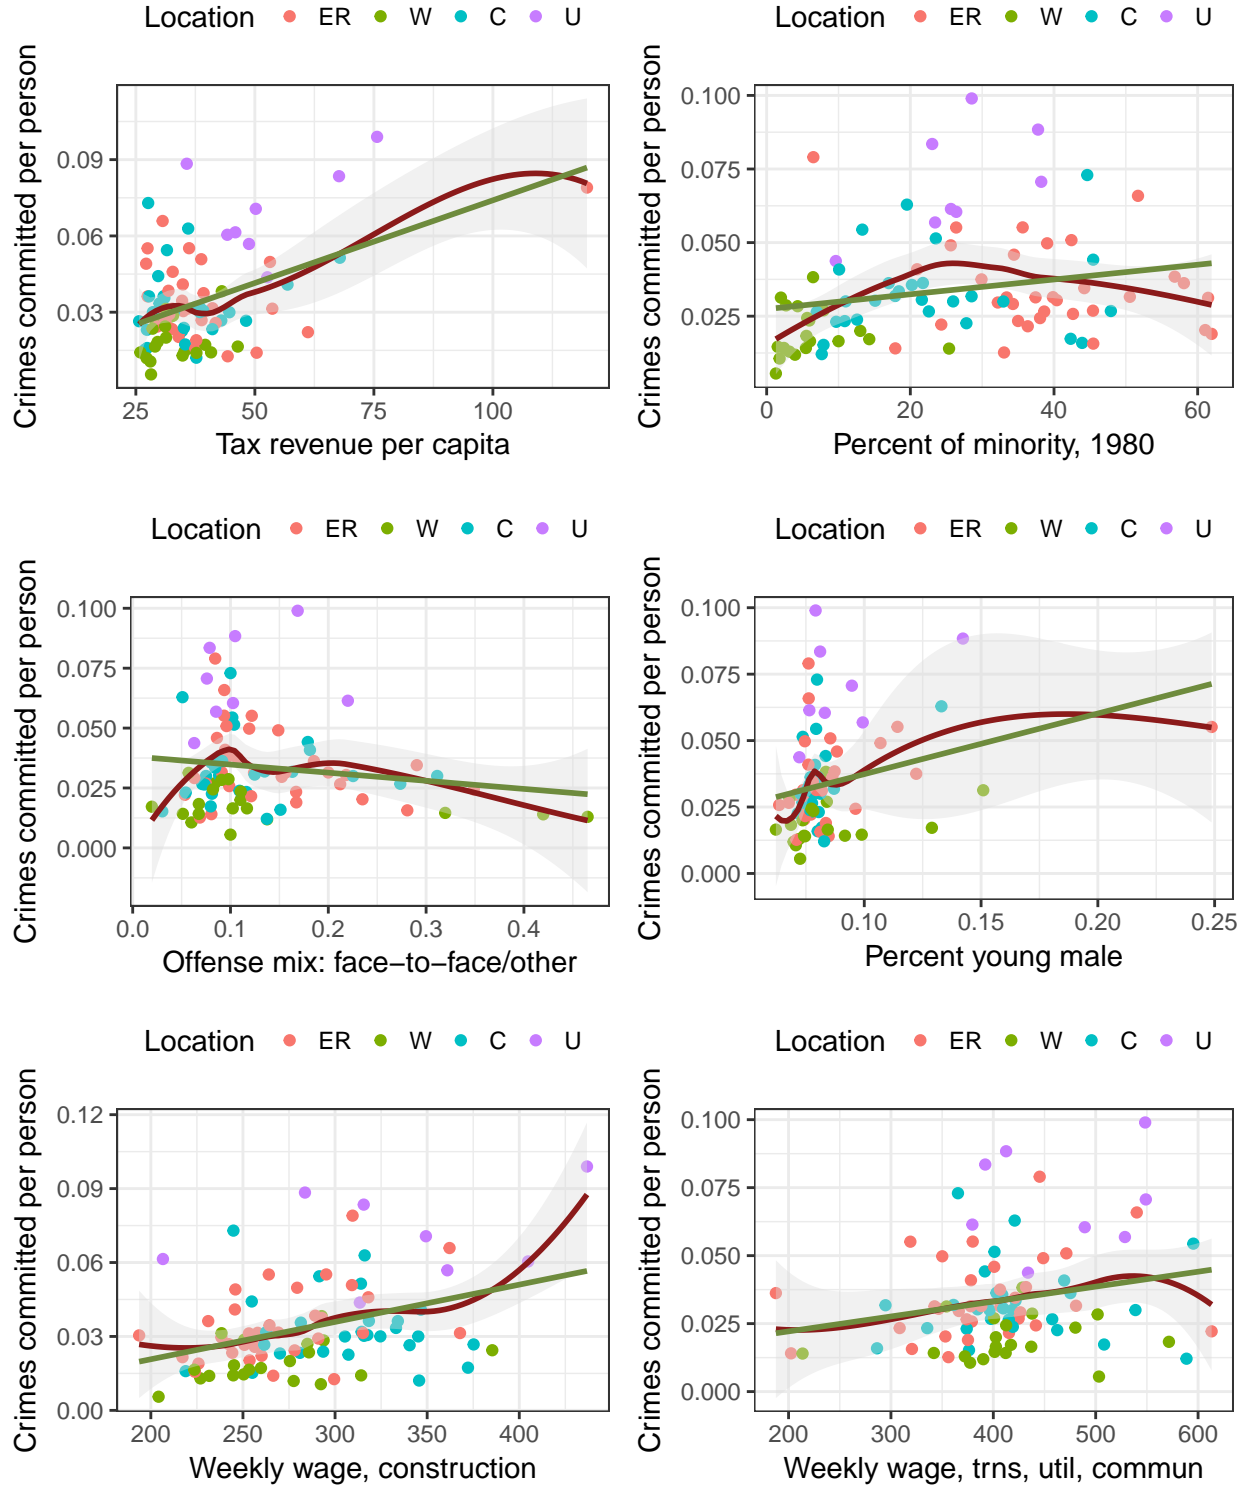 Location ER W C U
Crimes committed per person
0.09
0.06
0.03
25 50 75 100
Tax revenue per capita
Location ER W C U
Crimes committed per person
0.100
0.075
0.050
0.025
0 20 40 60
Percent of minority, 1980
Location ER W C U
Crimes committed per person
0.100
0.075
0.050
0.025
0.000
0.0 0.1 0.2 0.3 0.4
Offense mix: face−to−face/other
Location ER W C U
Crimes committed per person
0.100
0.075
0.050
0.025
0.000
0.10 0.15 0.20 0.25
Percent young male
Location ER W C U
Crimes committed per person
0.12
0.09
0.06
0.03
0.00
200 250 300 350 400
Weekly wage, construction
Location ER W C U
Crimes committed per person
0.100
0.075
0.050
0.025
0.000
200 300 400 500 600
Weekly wage, trns, util, commun